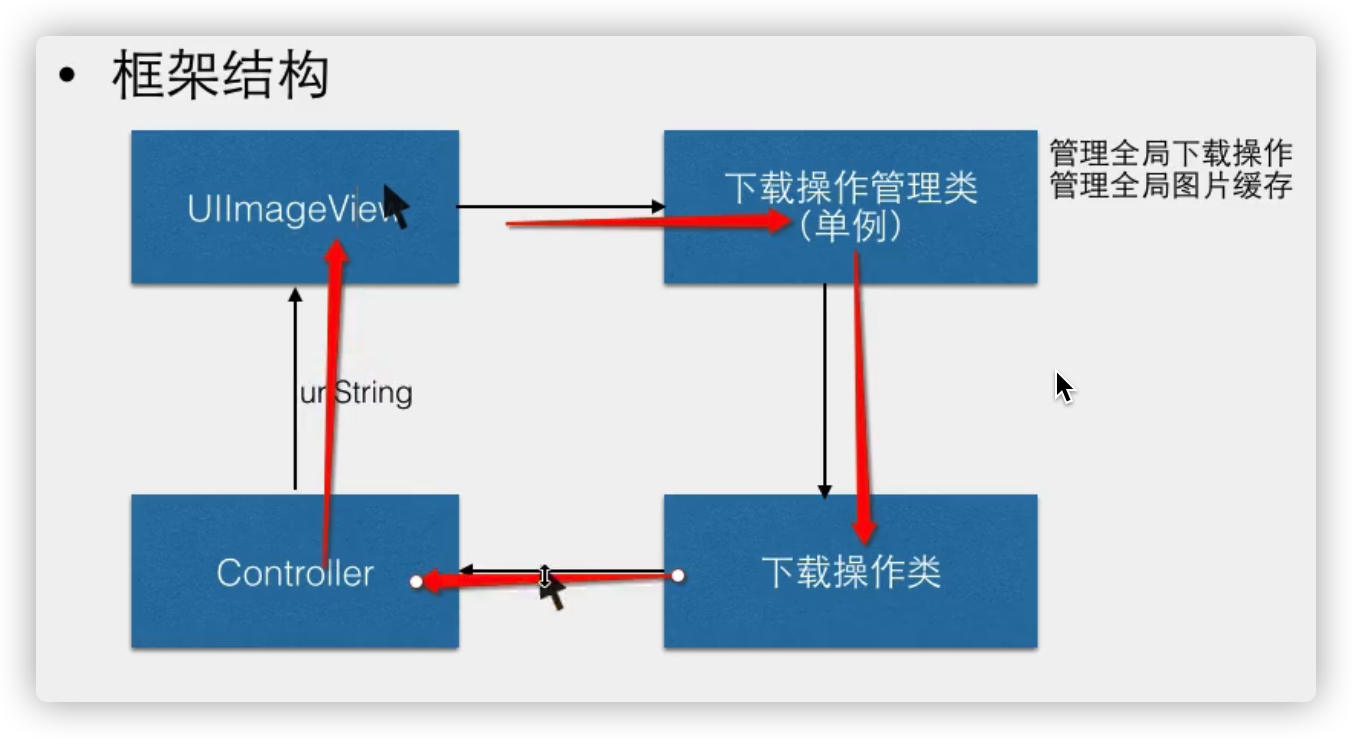 • 框架结构
UIImageView
下载操作管理类
（单例）
管理全局下载操作
管理全局图片缓存
urlString
Controller
下载操作类